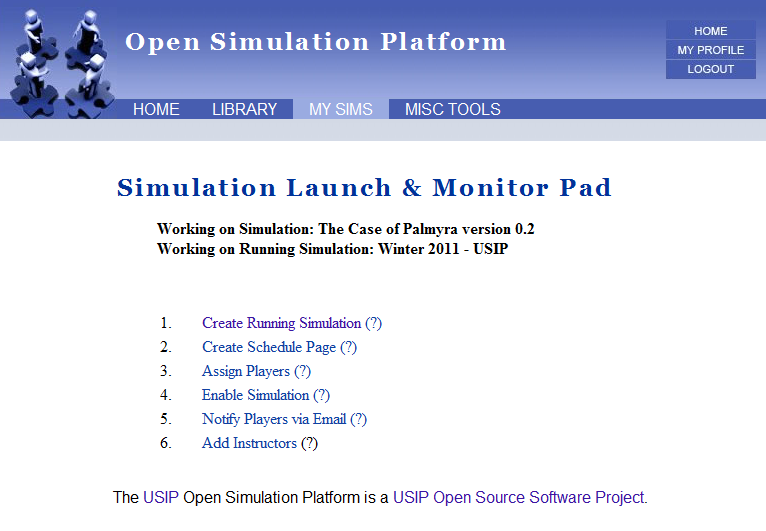 Open Simulation Platform
HOME
MY PROFILE
LOGOUT
HOME LIBRARY MY SIMS MISC TOOLS
Simulation Launch & Monitor Pad
Working on Simulation: The Case of Palmyra version 0.2
Working on Running Simulation: Winter 2011 - USIP
1. Create Running Simulation (?)
2. Create Schedule Page (?)
3. Assign Players (?)
4. Enable Simulation (?)
5. Notify Players via Email (?)
6. Add Instructors (?)
The USIP Open Simulation Platform is a USIP Open Source Software Project.